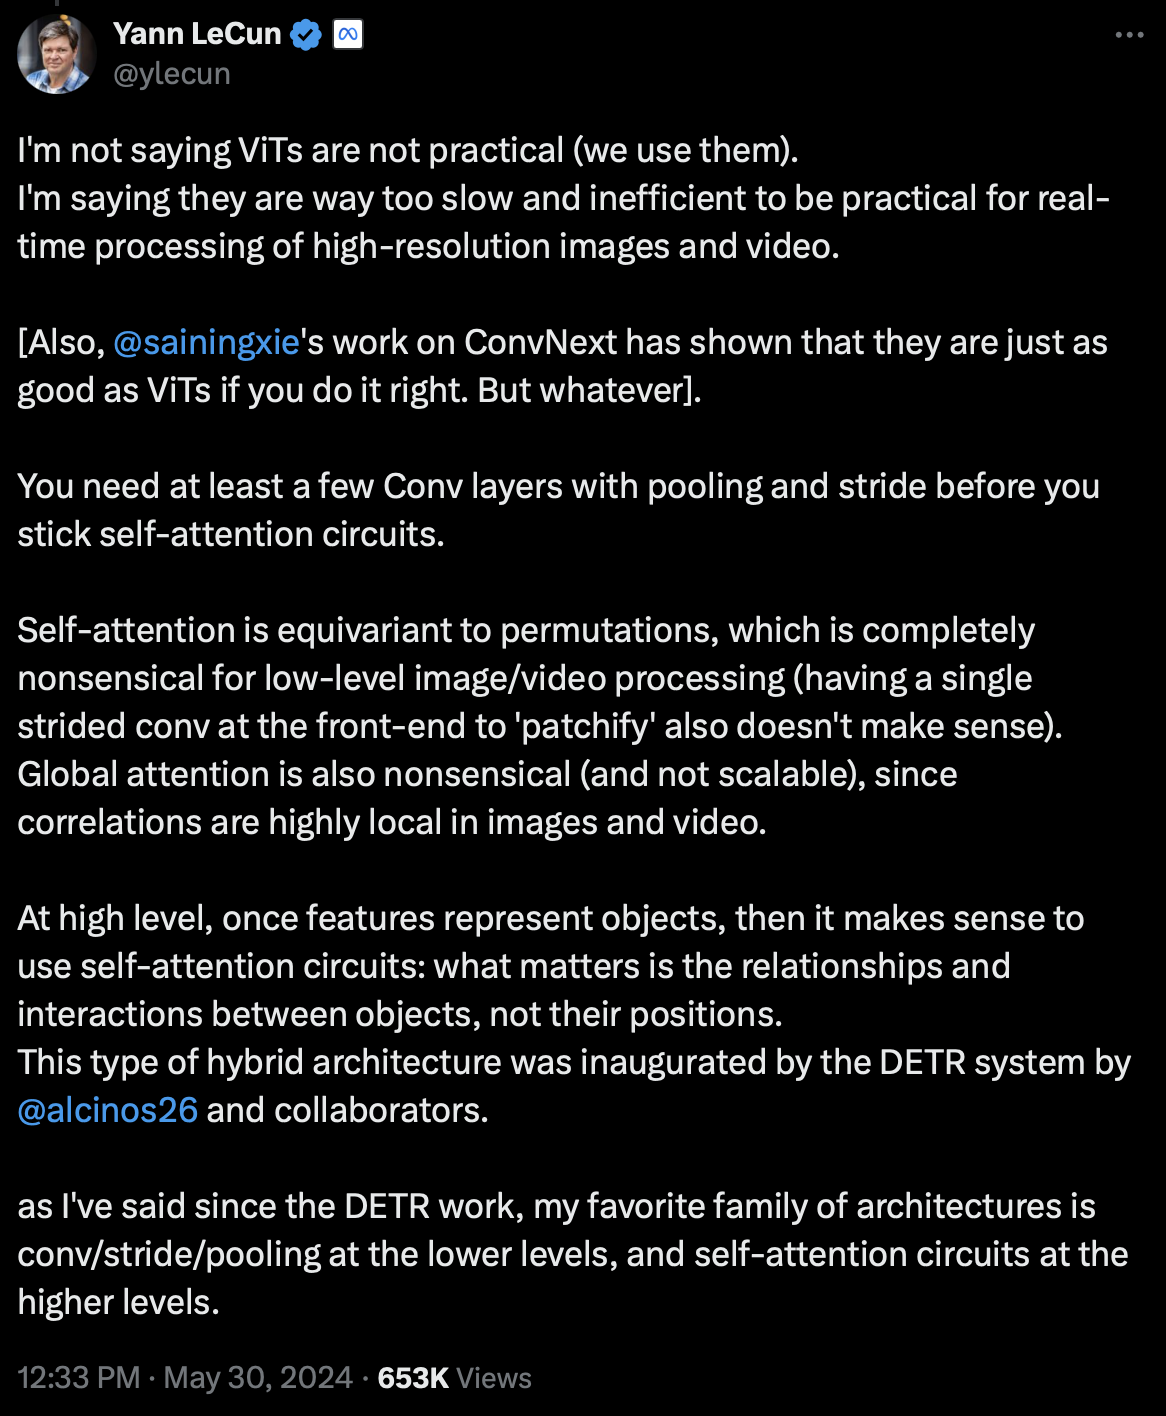 Yann LeCun
@ylecun
I'm not saying ViTs are not practical (we use them).
I'm saying they are way too slow and inefficient to be practical for real-
time processing of high-resolution images and video.
[Also, @sainingxie's work on ConvNext has shown that they are just as
good as ViTs if you do it right. But whatever].
You need at least a few Conv layers with pooling and stride before you
stick self-attention circuits.
Self-attention is equivariant to permutations, which is completely
nonsensical for low-level image/video processing (having a single
strided conv at the front-end to 'patchify' also doesn't make sense).
Global attention is also nonsensical (and not scalable), since
correlations are highly local in images and video.
At high level, once features represent objects, then it makes sense to
use self-attention circuits: what matters is the relationships and
interactions between objects, not their positions.
This type of hybrid architecture was inaugurated by the DETR system by
@alcinos26 and collaborators.
as I've said since the DETR work, my favorite family of architectures is
conv/stride/pooling at the lower levels, and self-attention circuits at the
higher levels.
12:33 PM · May 30, 2024 · 653K Views